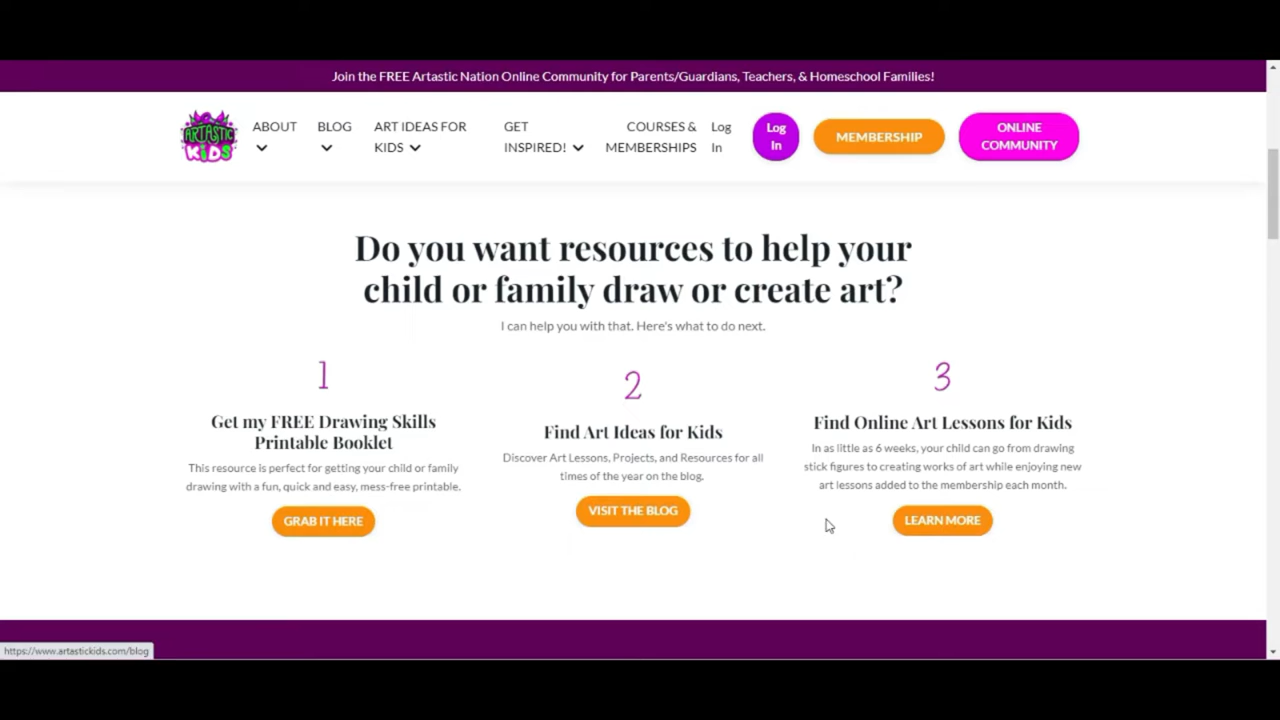 Join the FREE Artastic Nation Online Community for Parents/Guardians, Teachers, & Homeschool Families!
ARTASTIC
KIDS
ABOUT
BLOG
ART IDEAS FOR
KIDS
GET
INSPIRED!
COURSES &
MEMBERSHIPS
Log
In
Log
In
MEMBERSHIP
ONLINE
COMMUNITY
Do you want resources to help your
child or family draw or create art?
I can help you with that. Here's what to do next.
1
Get my FREE Drawing Skills
Printable Booklet
This resource is perfect for getting your child or family
drawing with a fun, quick and easy, mess-free printable.
GRAB IT HERE
2
Find Art Ideas for Kids
Discover Art Lessons, Projects, and Resources for all
times of the year on the blog.
VISIT THE BLOG
3
Find Online Art Lessons for Kids
In as little as 6 weeks, your child can go from drawing
stick figures to creating works of art while enjoying new
art lessons added to the membership each month.
LEARN MORE
https://www.artastickids.com/blog